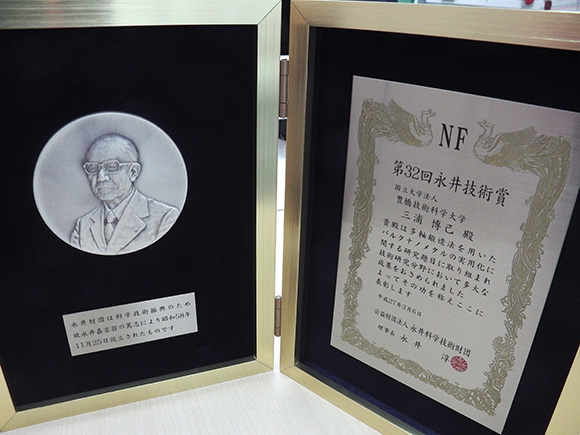 永井財団は科学技術振興のため
故永井嘉吉翁の篤志により昭和58年
11月25日設立されたものです
NF
第32回永井技術賞
国立大学法人
豊橋技術科学大学
三浦 博己 殿
貴殿は多軸鍛造法を用いた
バルクナノメタルの実用化に
関する研究題目に取り組まれ
技術研究分野において多大な
成果をおさめられました
よってその功を称えここに
表彰します
平成27年3月6日
公益財団法人 永井科学技術財団
理事長 永井 淳